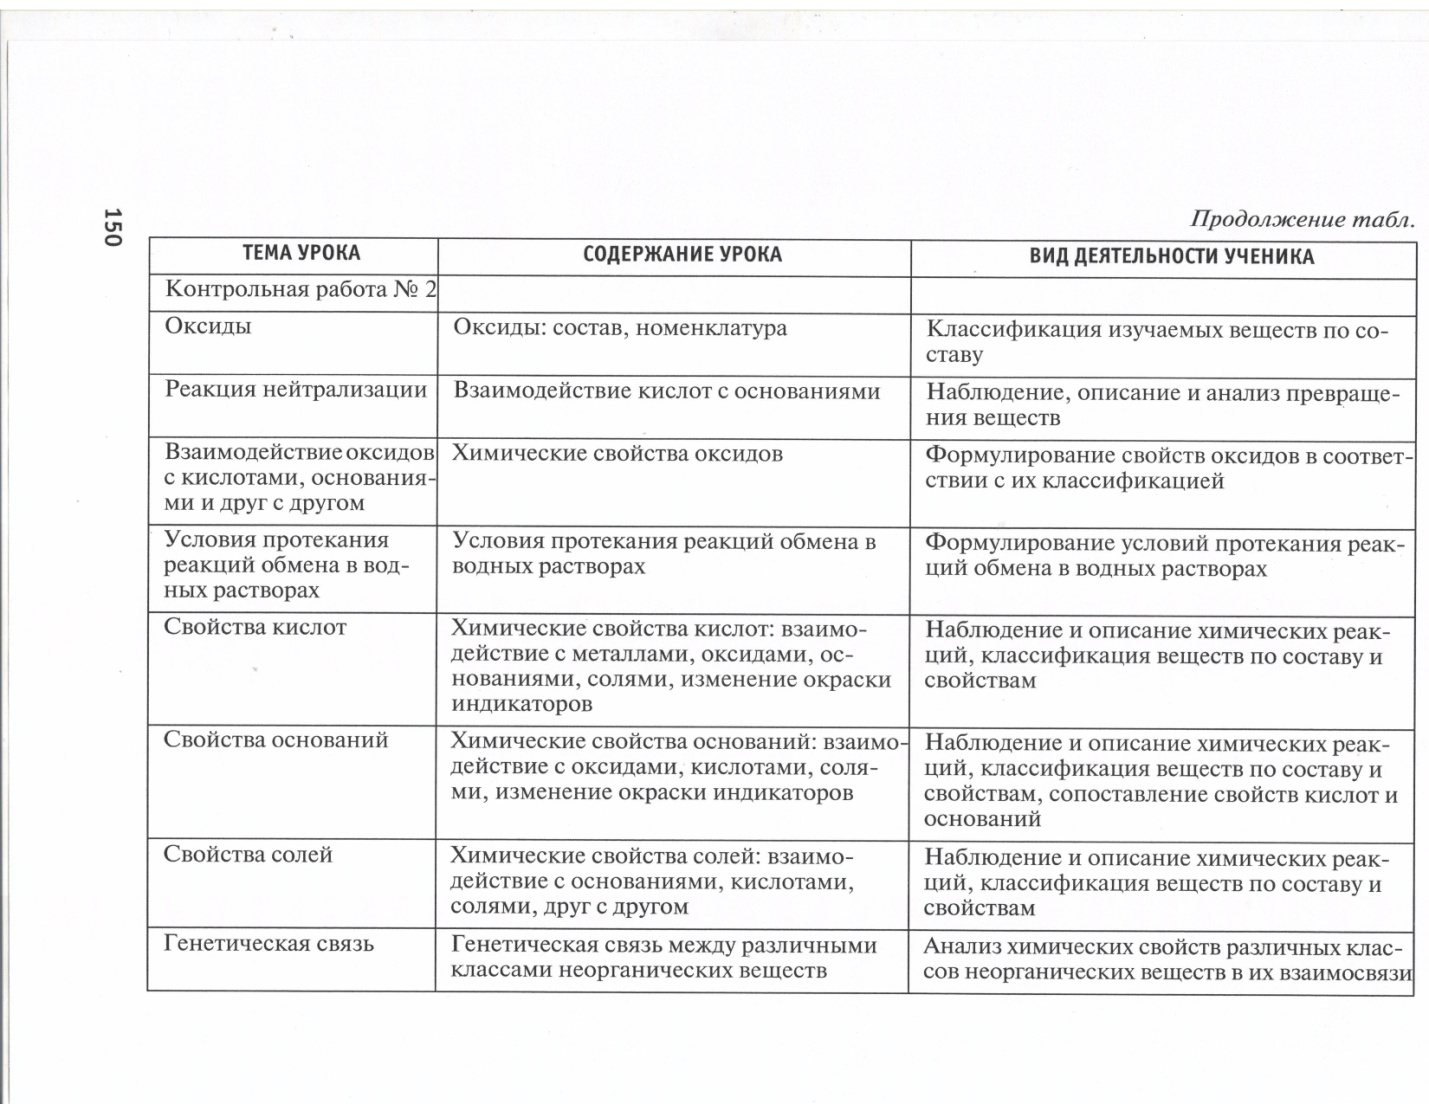 150
Продолжение табл.
ТЕМА УРОКА
СОДЕРЖАНИЕ УРОКА
ВИД ДЕЯТЕЛЬНОСТИ УЧЕНИКА
Контрольная работа № 2
Оксиды
Оксиды: состав, номенклатура
Классификация изучаемых веществ по со-
ставу
Реакция нейтрализации
Взаимодействие кислот с основаниями
Наблюдение, описание и анализ превраще-
ния веществ
Взаимодействие оксидов
с кислотами, основания-
ми и друг с другом
Химические свойства оксидов
Формулирование свойств оксидов в соответ-
ствии с их классификацией
Условия протекания
реакций обмена в вод-
ных растворах
Условия протекания реакций обмена в
водных растворах
Формулирование условий протекания реак-
ций обмена в водных растворах
Свойства кислот
Химические свойства кислот: взаимо-
действие с металлами, оксидами, ос-
нованиями, солями, изменение окраски
индикаторов
Наблюдение и описание химических реак-
ций, классификация веществ по составу и
свойствам
Свойства оснований
Химические свойства оснований: взаимо-
действие с оксидами, кислотами, соля-
ми, изменение окраски индикаторов
Наблюдение и описание химических реак-
ций, классификация веществ по составу и
свойствам, сопоставление свойств кислот и
оснований
Свойства солей
Химические свойства солей: взаимо-
действие с основаниями, кислотами,
солями, друг с другом
Наблюдение и описание химических реак-
ций, классификация веществ по составу и
свойствам
Генетическая связь
Генетическая связь между различными
классами неорганических веществ
Анализ химических свойств различных клас-
сов неорганических веществ в их взаимосвязи